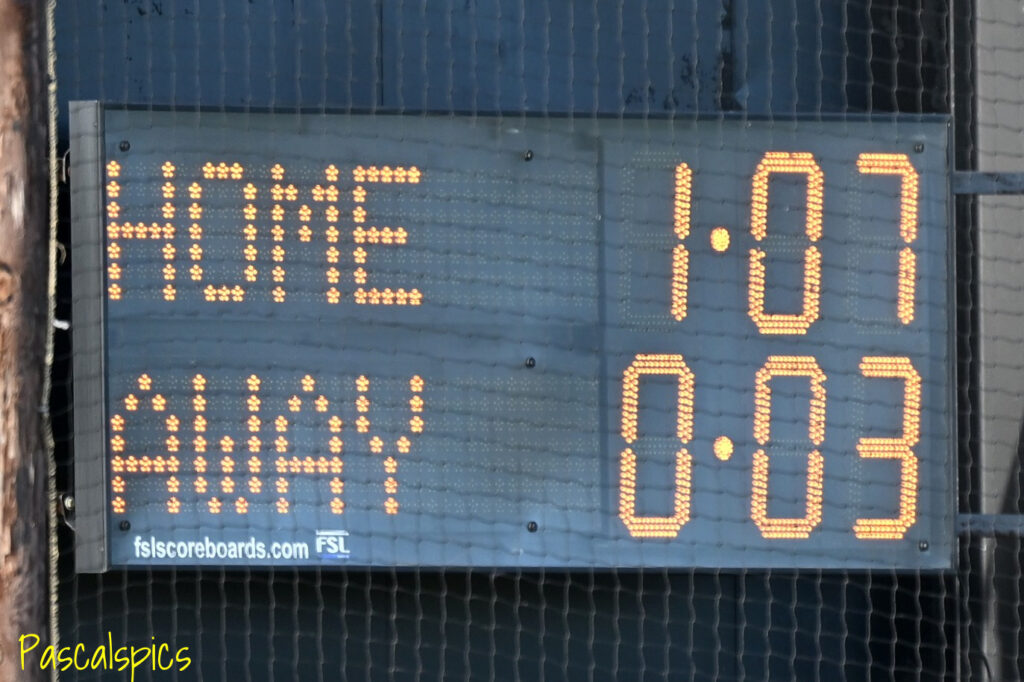 HOME 1.07
AWAY 0.03
fslscoreboards.com FSL
Pascalspics